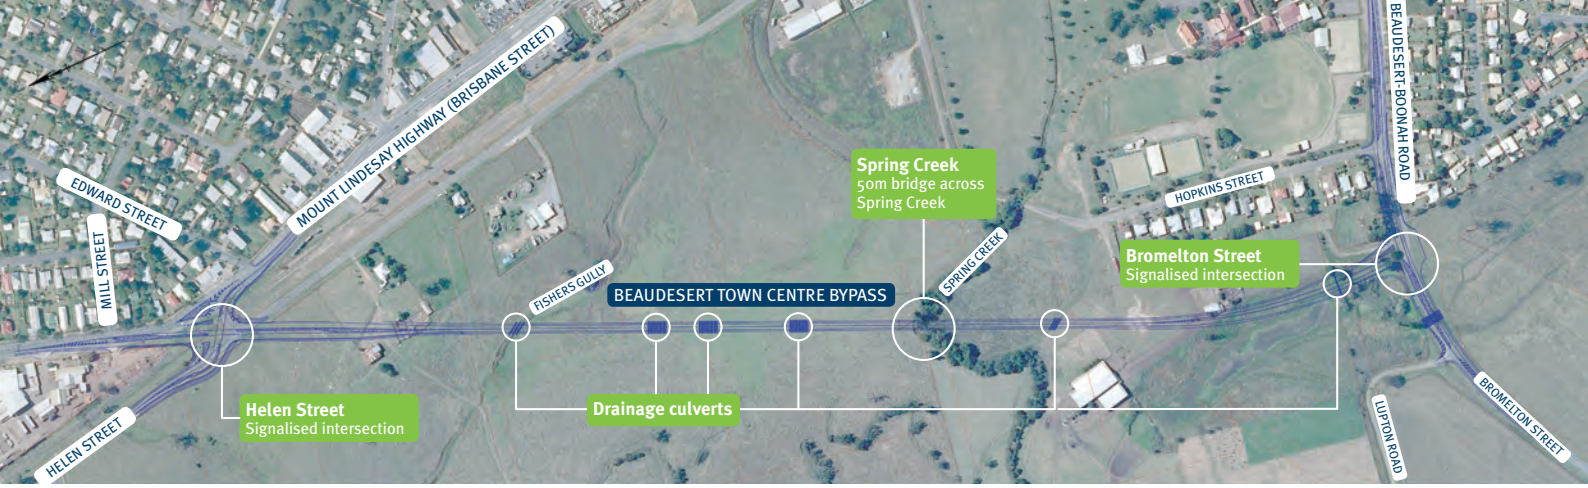 EDWARD STREET
MILL STREET
HELEN STREET
MOUNT LINDESAY HIGHWAY (BRISBANE STREET)
Helen Street
Signalised intersection
FISHERS GULLY
BEAUDESERT TOWN CENTRE BYPASS
Drainage culverts
Spring Creek
50m bridge across
Spring Creek
SPRING CREEK
HOPKINS STREET
Bromelton Street
Signalised intersection
BEAUDESERT-BOONAH ROAD
LUPTON ROAD
BROMELTON STREET